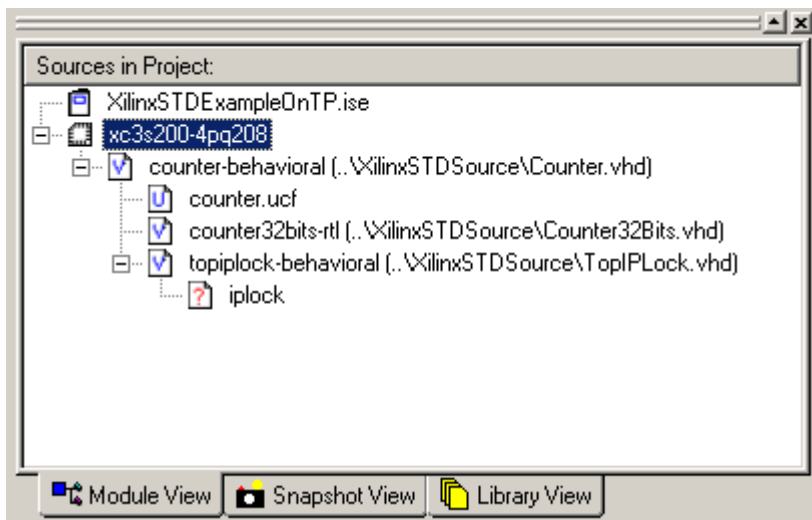 Sources in Project:
XilinxSTDExampleOnTP.ise
xc3s200-4pq208
counter-behavioral (..\XilinxSTDSource\Counter.vhd)
counter.ucf
counter32bits-rtl (..\XilinxSTDSource\Counter32Bits.vhd)
topiplock-behavioral (..\XilinxSTDSource\TopIPLock.vhd)
iplock
Module View Snapshot View Library View